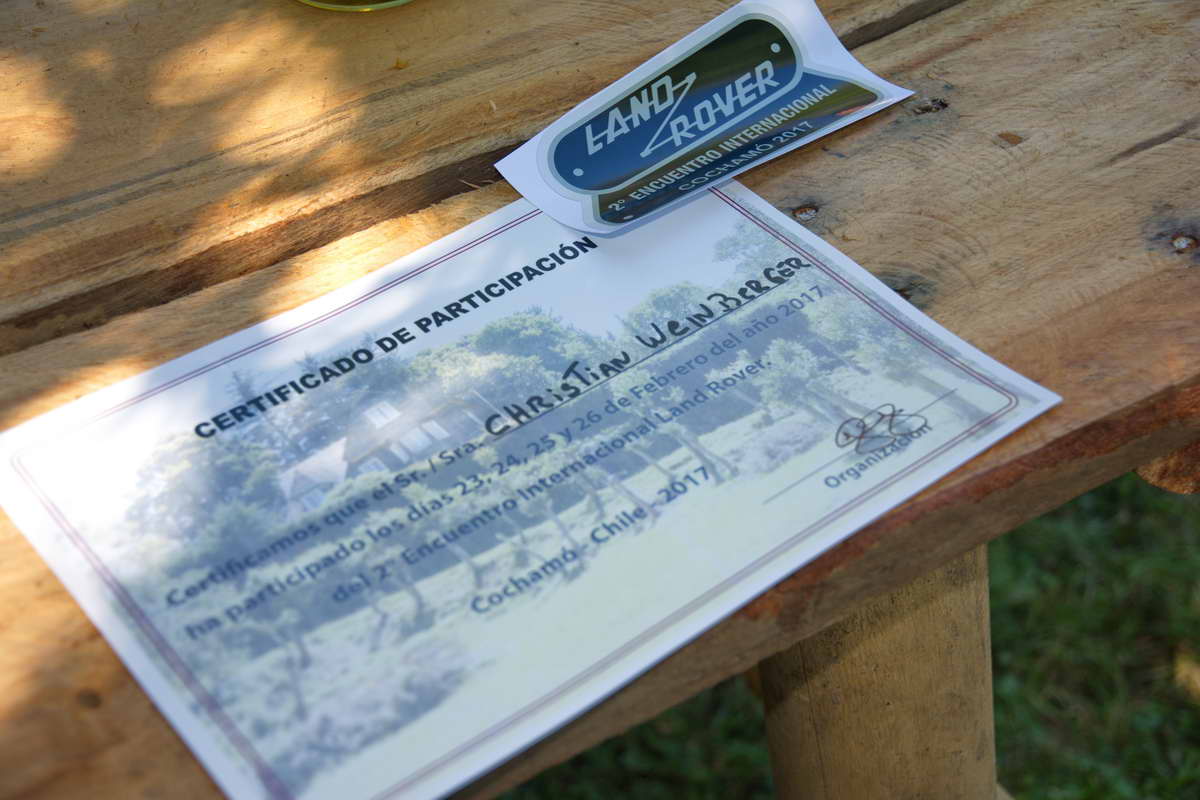 LAND ROVER
2° ENCUENTRO INTERNACIONAL
COCHAMÓ 2017
CERTIFICADO DE PARTICIPACIÓN
Certificamos que el Sr. / Sra. CHRISTIAN WEINBERGER
ha participado los días 23, 24, 25 y 26 de Febrero del año 2017
del 2° Encuentro Internacional Land Rover.
Cochamó - Chile, 2017
Organización